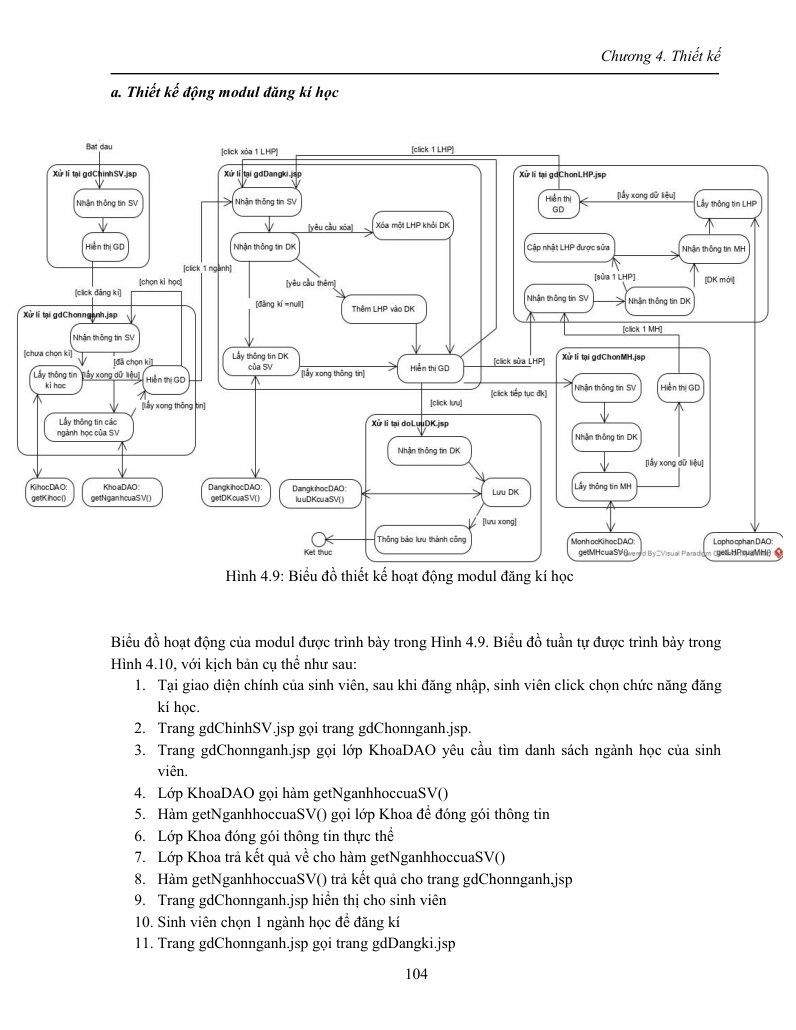 Chương 4. Thiết kế
a. Thiết kế động modul đăng kí học
Bat dau
[click xóa 1 LHP]
[click 1 LHP]
Xử lí tại gdChinhSV.jsp
Nhận thông tin SV
Hiển thị GD
[click đăng kí]
[chọn kì học]
[click 1 ngành]
Xử lí tại gdChonnganh.jsp
Nhận thông tin SV
[chưa chọn kì]
[đã chọn kì]
Lấy thông tin
kì hoc
[lấy xong dữ liệu]
Hiển thị GD
[lấy xong thông tin]
Lấy thông tin các
ngành học của SV
KihocDAO:
getKihoc()
KhoaDAO:
getNganhcuaSV()
Xử lí tại gdDangki.jsp
Nhận thông tin SV
Nhận thông tin DK
[yêu cầu xóa]
Xóa một LHP khỏi DK
[yêu cầu thêm]
[đăng kí =null]
Thêm LHP vào DK
Lấy thông tin DK
của SV
[lấy xong thông tin]
Hiển thị GD
[click sửa LHP]
[click tiếp tục đk]
[click lưu]
DangkihocDAO:
getDKcuaSV()
Xử lí tại doLuuDK.jsp
Nhận thông tin DK
DangkihocDAO:
luuDKcuaSV()
Lưu DK
[lưu xong]
Thông báo lưu thành công
Ket thuc
Xử lí tại gdChonLHP.jsp
Hiển thị
GD
[lấy xong dữ liệu]
Lấy thông tin LHP
Cập nhật LHP được sửa
Nhận thông tin MH
[sửa 1 LHP]
[DK mới]
Nhận thông tin SV
Nhận thông tin DK
[click 1 MH]
Xử lí tại gdChonMH.jsp
Nhận thông tin SV
Hiển thị GD
Nhận thông tin DK
[lấy xong dữ liệu]
Lấy thông tin MH
MonhocKihocDAO:
getMHcuaSV()
LophocphanDAO:
getLHPcuaMH()
Visual Paradigm
Hình 4.9: Biểu đồ thiết kế hoạt động modul đăng kí học
Biểu đồ hoạt động của modul được trình bày trong Hình 4.9. Biểu đồ tuần tự được trình bày trong
Hình 4.10, với kịch bản cụ thể như sau:
1. Tại giao diện chính của sinh viên, sau khi đăng nhập, sinh viên click chọn chức năng đăng
kí học.
2. Trang gdChinhSV.jsp gọi trang gdChonnganh.jsp.
3. Trang gdChonnganh.jsp gọi lớp KhoaDAO yêu cầu tìm danh sách ngành học của sinh
viên.
4. Lớp KhoaDAO gọi hàm getNganhhoccuaSV()
5. Hàm getNganhhoccuaSV() gọi lớp Khoa để đóng gói thông tin
6. Lớp Khoa đóng gói thông tin thực thể
7. Lớp Khoa trả kết quả về cho hàm getNganhhoccuaSV()
8. Hàm getNganhhoccuaSV() trả kết quả cho trang gdChonnganh,jsp
9. Trang gdChonnganh.jsp hiển thị cho sinh viên
10. Sinh viên chọn 1 ngành học để đăng kí
11. Trang gdChonnganh.jsp gọi trang gdDangki.jsp
104